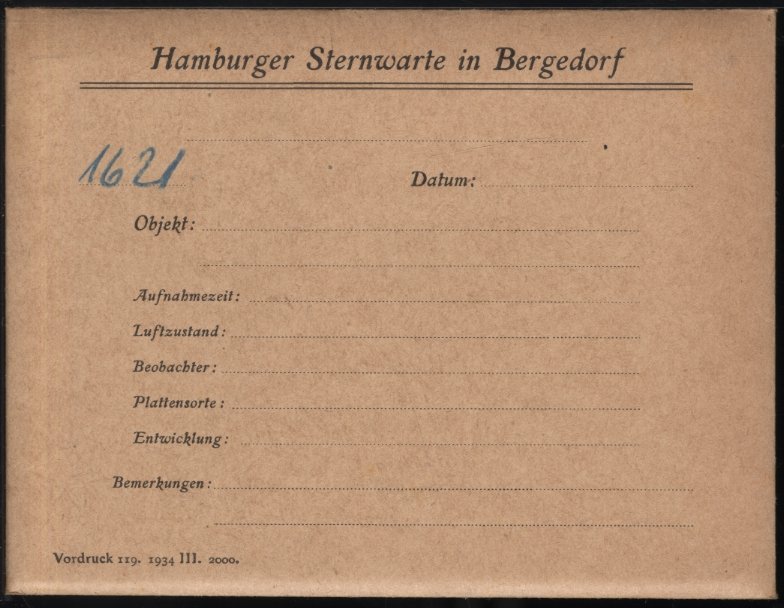 Hamburger Sternwarte in Bergedorf
1621
Datum:
Objekt:
Aufnahmezeit:
Luftzustand:
Beobachter:
Plattensorte:
Entwicklung:
Bemerkungen:
Vordruck 119. 1934 III. 2000.